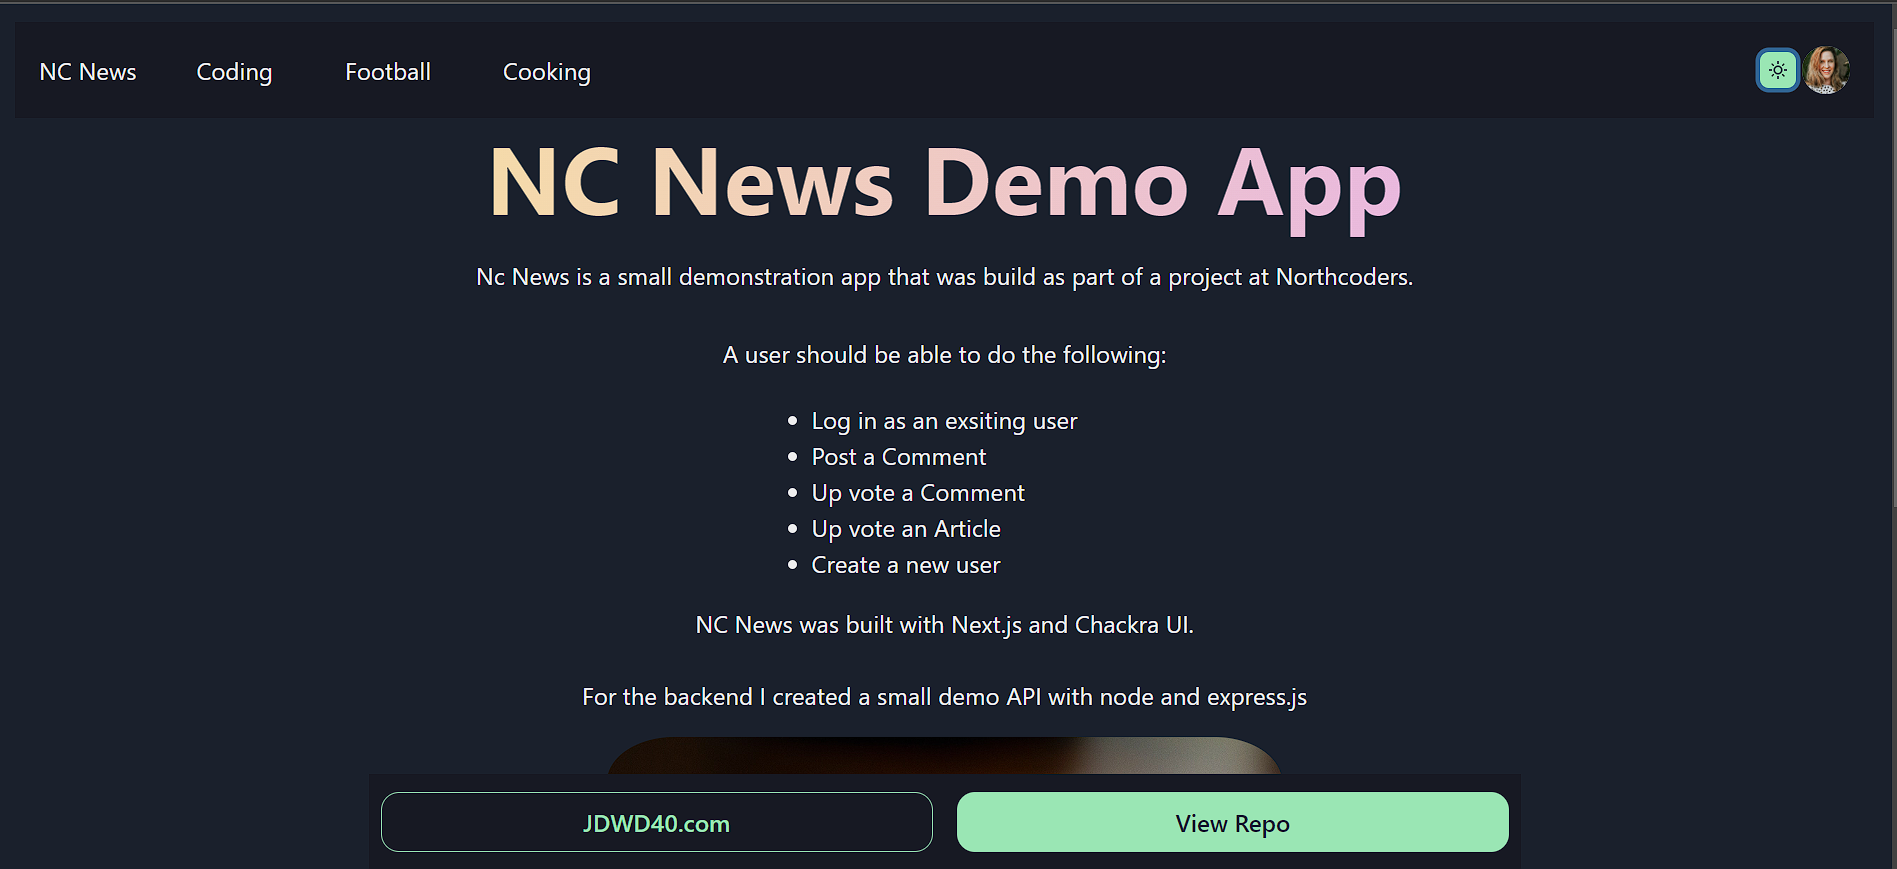 NC News Coding Football Cooking
NC News Demo App
Nc News is a small demonstration app that was build as part of a project at Northcoders.
A user should be able to do the following:
• Log in as an exsiting user
• Post a Comment
• Up vote a Comment
• Up vote an Article
• Create a new user
NC News was built with Next.js and Chackra UI.
For the backend I created a small demo API with node and express.js
JDWD40.com View Repo